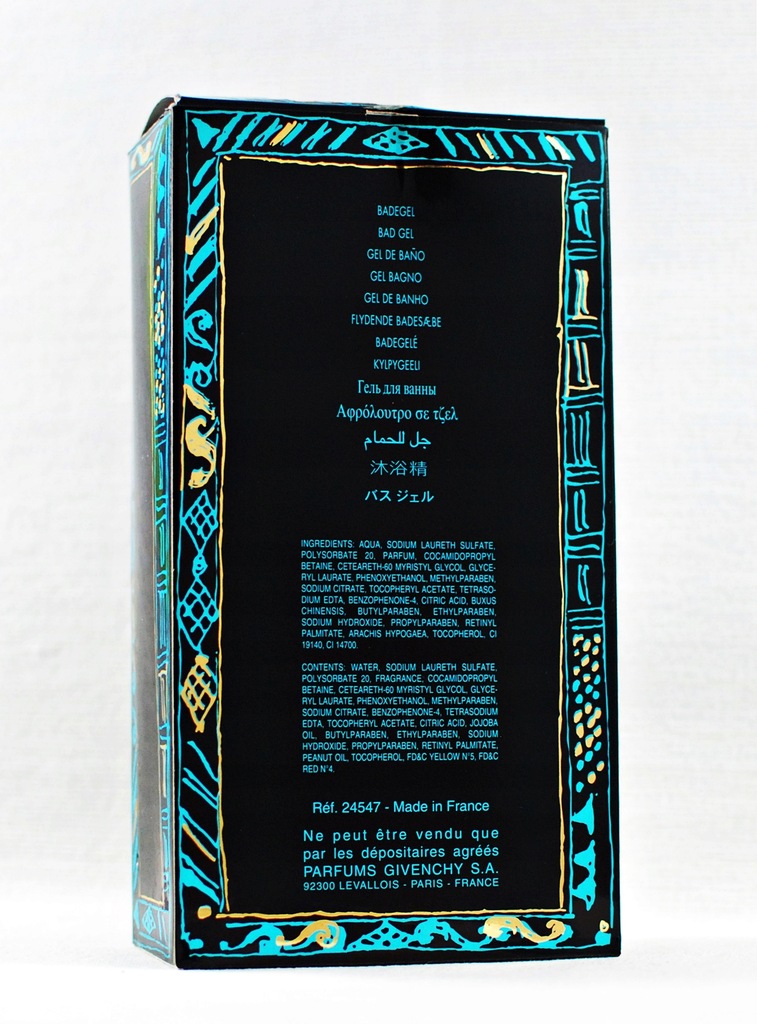 BADEGEL
BAD GEL
GEL DE BAÑO
GEL BAGNO
GEL DE BANHO
FLYDENDE BADESÆBE
BADEGELÉ
KYLPYGEELI
Гель для ванны
Αφρόλουτρο σε τζελ
جل للحمام
沐浴精
バス ジェル
INGREDIENTS: AQUA, SODIUM LAURETH SULFATE,
POLYSORBATE 20, PARFUM, COCAMIDOPROPYL
BETAINE, CETEARETH-60 MYRISTYL GLYCOL, GLYCE-
RYL LAURATE, PHENOXYETHANOL, METHYLPARABEN,
SODIUM CITRATE, TOCOPHERYL ACETATE, TETRASO-
DIUM EDTA, BENZOPHENONE-4, CITRIC ACID, BUXUS
CHINENSIS, BUTYLPARABEN, ETHYLPARABEN,
SODIUM HYDROXIDE, PROPYLPARABEN, RETINYL
PALMITATE, ARACHIS HYPOGAEA, TOCOPHEROL, CI
19140, CI 14700.
CONTENTS: WATER, SODIUM LAURETH SULFATE,
POLYSORBATE 20, FRAGRANCE, COCAMIDOPROPYL
BETAINE, CETEARETH-60 MYRISTYL GLYCOL, GLYCE-
RYL LAURATE, PHENOXYETHANOL, METHYLPARABEN,
SODIUM CITRATE, BENZOPHENONE-4, TETRASODIUM
EDTA, TOCOPHERYL ACETATE, CITRIC ACID, JOJOBA
OIL, BUTYLPARABEN, ETHYLPARABEN, SODIUM
HYDROXIDE, PROPYLPARABEN, RETINYL PALMITATE,
PEANUT OIL, TOCOPHEROL, FD&C YELLOW N°5, FD&C
RED N°4.
Réf. 24547 - Made in France
Ne peut être vendu que
par les dépositaires agréés
PARFUMS GIVENCHY S.A.
92300 LEVALLOIS - PARIS - FRANCE